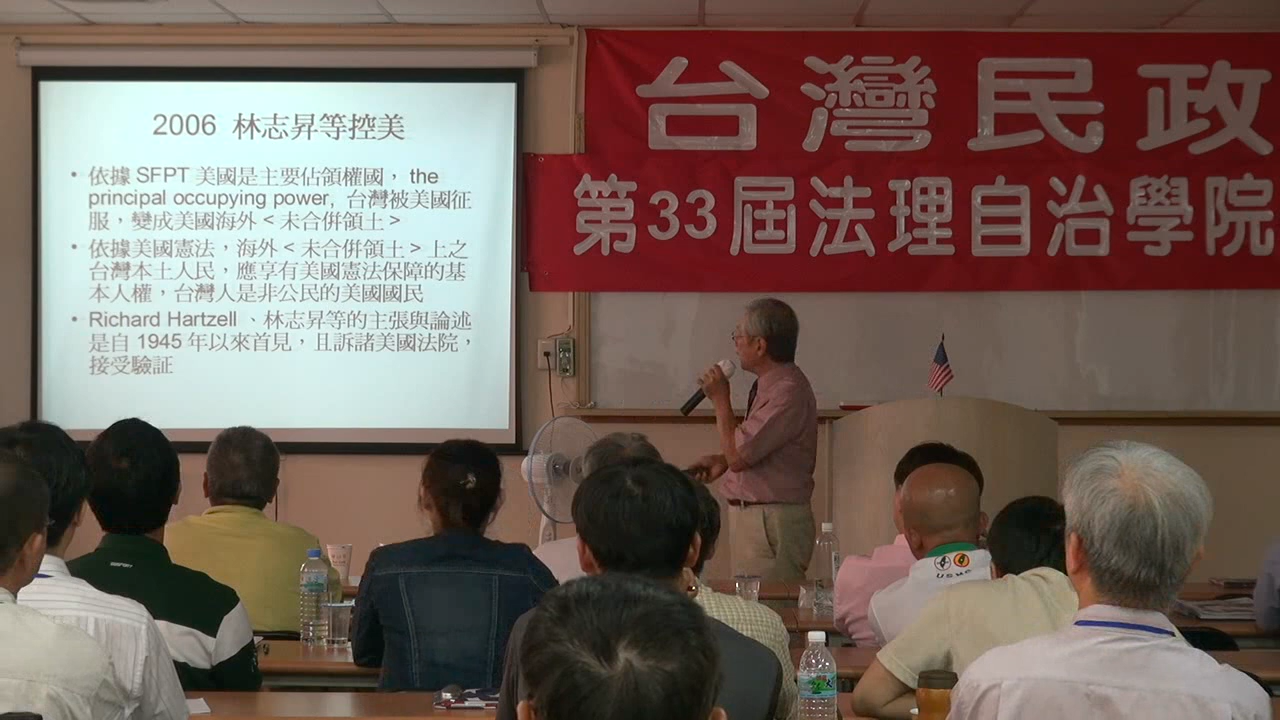 2006 林志昇等控美
• 依據 SFPT 美國是主要佔領權國， the
principal occupying power, 台灣被美國征
服，變成美國海外 < 未合併領土 >
• 依據美國憲法，海外 < 未合併領土 > 上之
台灣本土人民，應享有美國憲法保障的基
本人權，台灣人是非公民的美國國民
• Richard Hartzell 、林志昇等的主張與論述
是自 1945 年以來首見，且訴諸美國法院，
接受驗証
台灣民政
第33屆法理自治學院
USMC